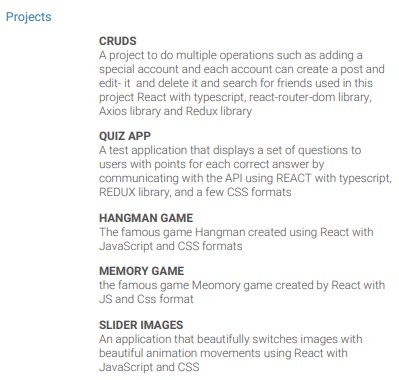 Projects
CRUDS
A project to do multiple operations such as adding a
special account and each account can create a post and
edit- it and delete it and search for friends used in this
project React with typescript, react-router-dom library,
Axios library and Redux library
QUIZ APP
A test application that displays a set of questions to
users with points for each correct answer by
communicating with the API using REACT with typescript,
REDUX library, and a few CSS formats
HANGMAN GAME
The famous game Hangman created using React with
JavaScript and CSS formats
MEMORY GAME
the famous game Meomory game created by React with
JS and Css format
SLIDER IMAGES
An application that beautifully switches images with
beautiful animation movements using React with
JavaScript and CSS